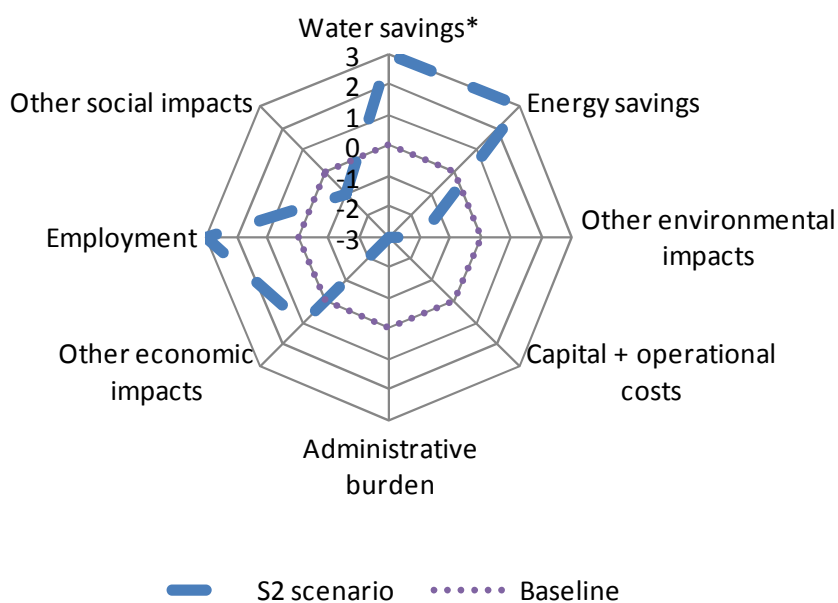 Water savings*
3
2
1
0
-1
-2
-3
Energy savings
Other environmental
impacts
Capital + operational
costs
Administrative
burden
Other economic
impacts
Employment
Other social impacts
S2 scenario
Baseline